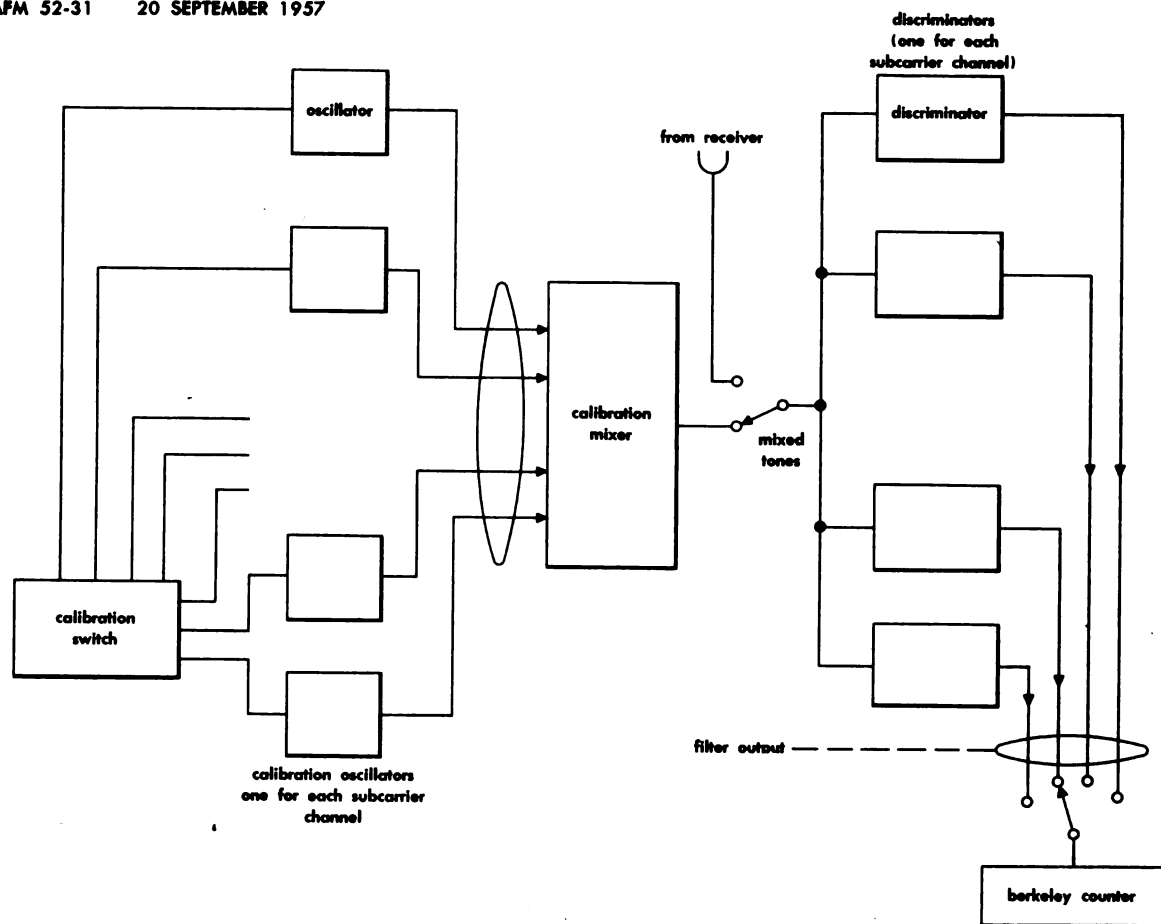 AFM 52-31 20 SEPTEMBER 1957
discriminators
(one for each
subcarrier channel)
oscillator
discriminator
from receiver
calibration
mixer
mixed
tones
calibration
switch
filter output
calibration oscillators
one for each subcarrier
channel
berkeley counter